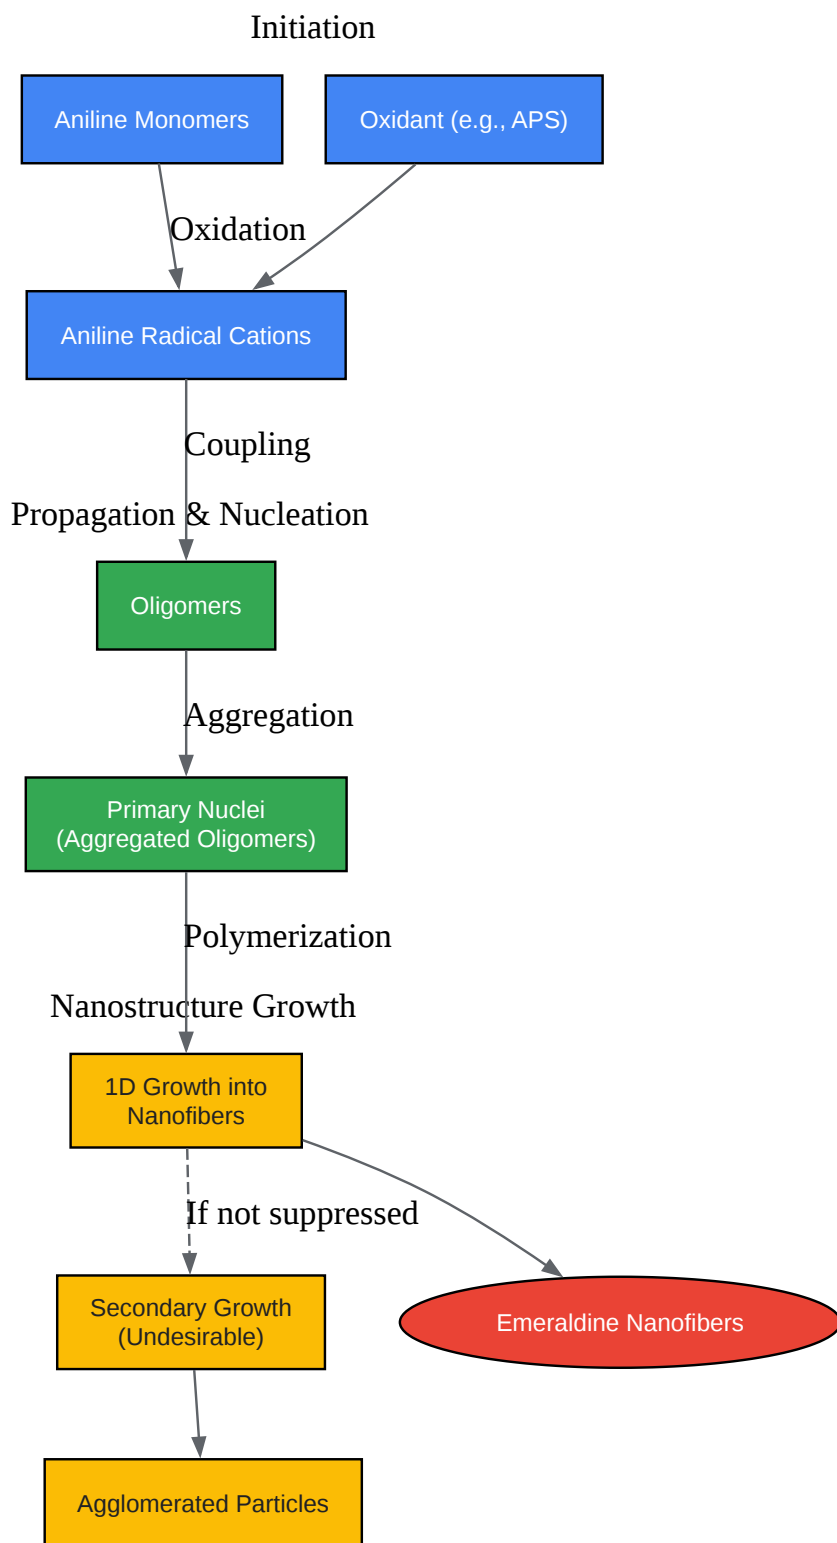 Initiation
Aniline Monomers
Oxidant (e.g., APS)
Oxidation
Aniline Radical Cations
Coupling
Propagation & Nucleation
Oligomers
Aggregation
Primary Nuclei
(Aggregated Oligomers)
Polymerization
Nanostructure Growth
1D Growth into
Nanofibers
If not suppressed
Secondary Growth
(Undesirable)
Emeraldine Nanofibers
Agglomerated Particles